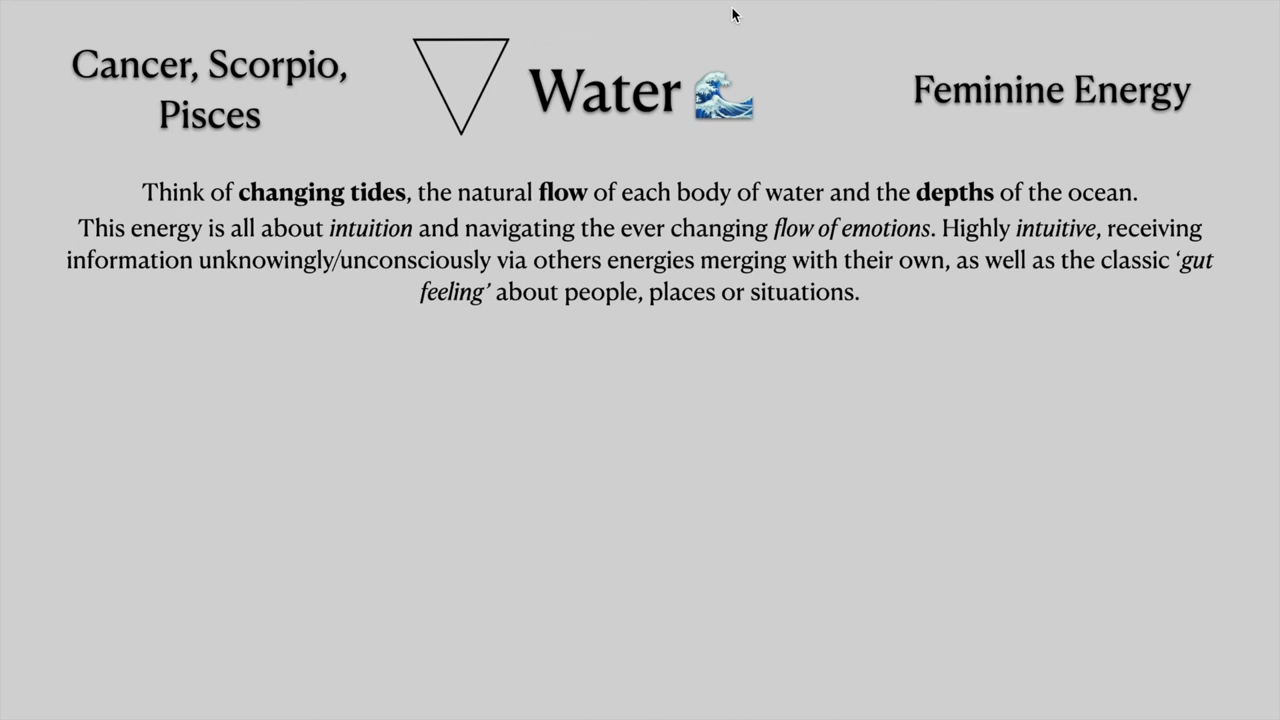 Cancer, Scorpio,
Pisces
Water 🌊
Feminine Energy
Think of changing tides, the natural flow of each body of water and the depths of the ocean.
This energy is all about intuition and navigating the ever changing flow of emotions. Highly intuitive, receiving
information unknowingly/unconsciously via others energies merging with their own, as well as the classic ‘gut
feeling’ about people, places or situations.